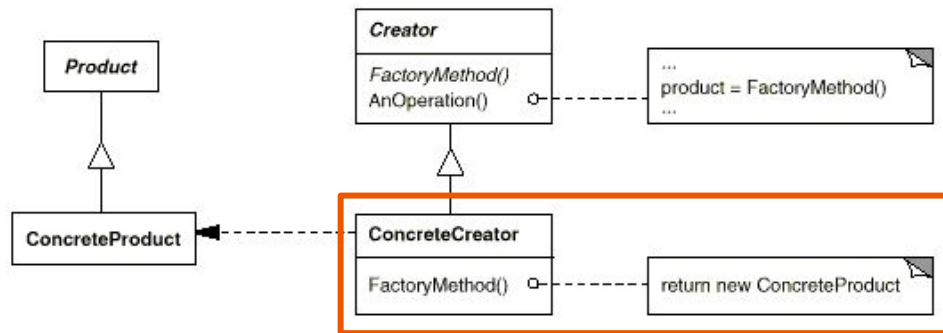 Creator
Product
FactoryMethod()
AnOperation()
...
product = FactoryMethod()
...
ConcreteProduct
ConcreteCreator
FactoryMethod()
return new ConcreteProduct